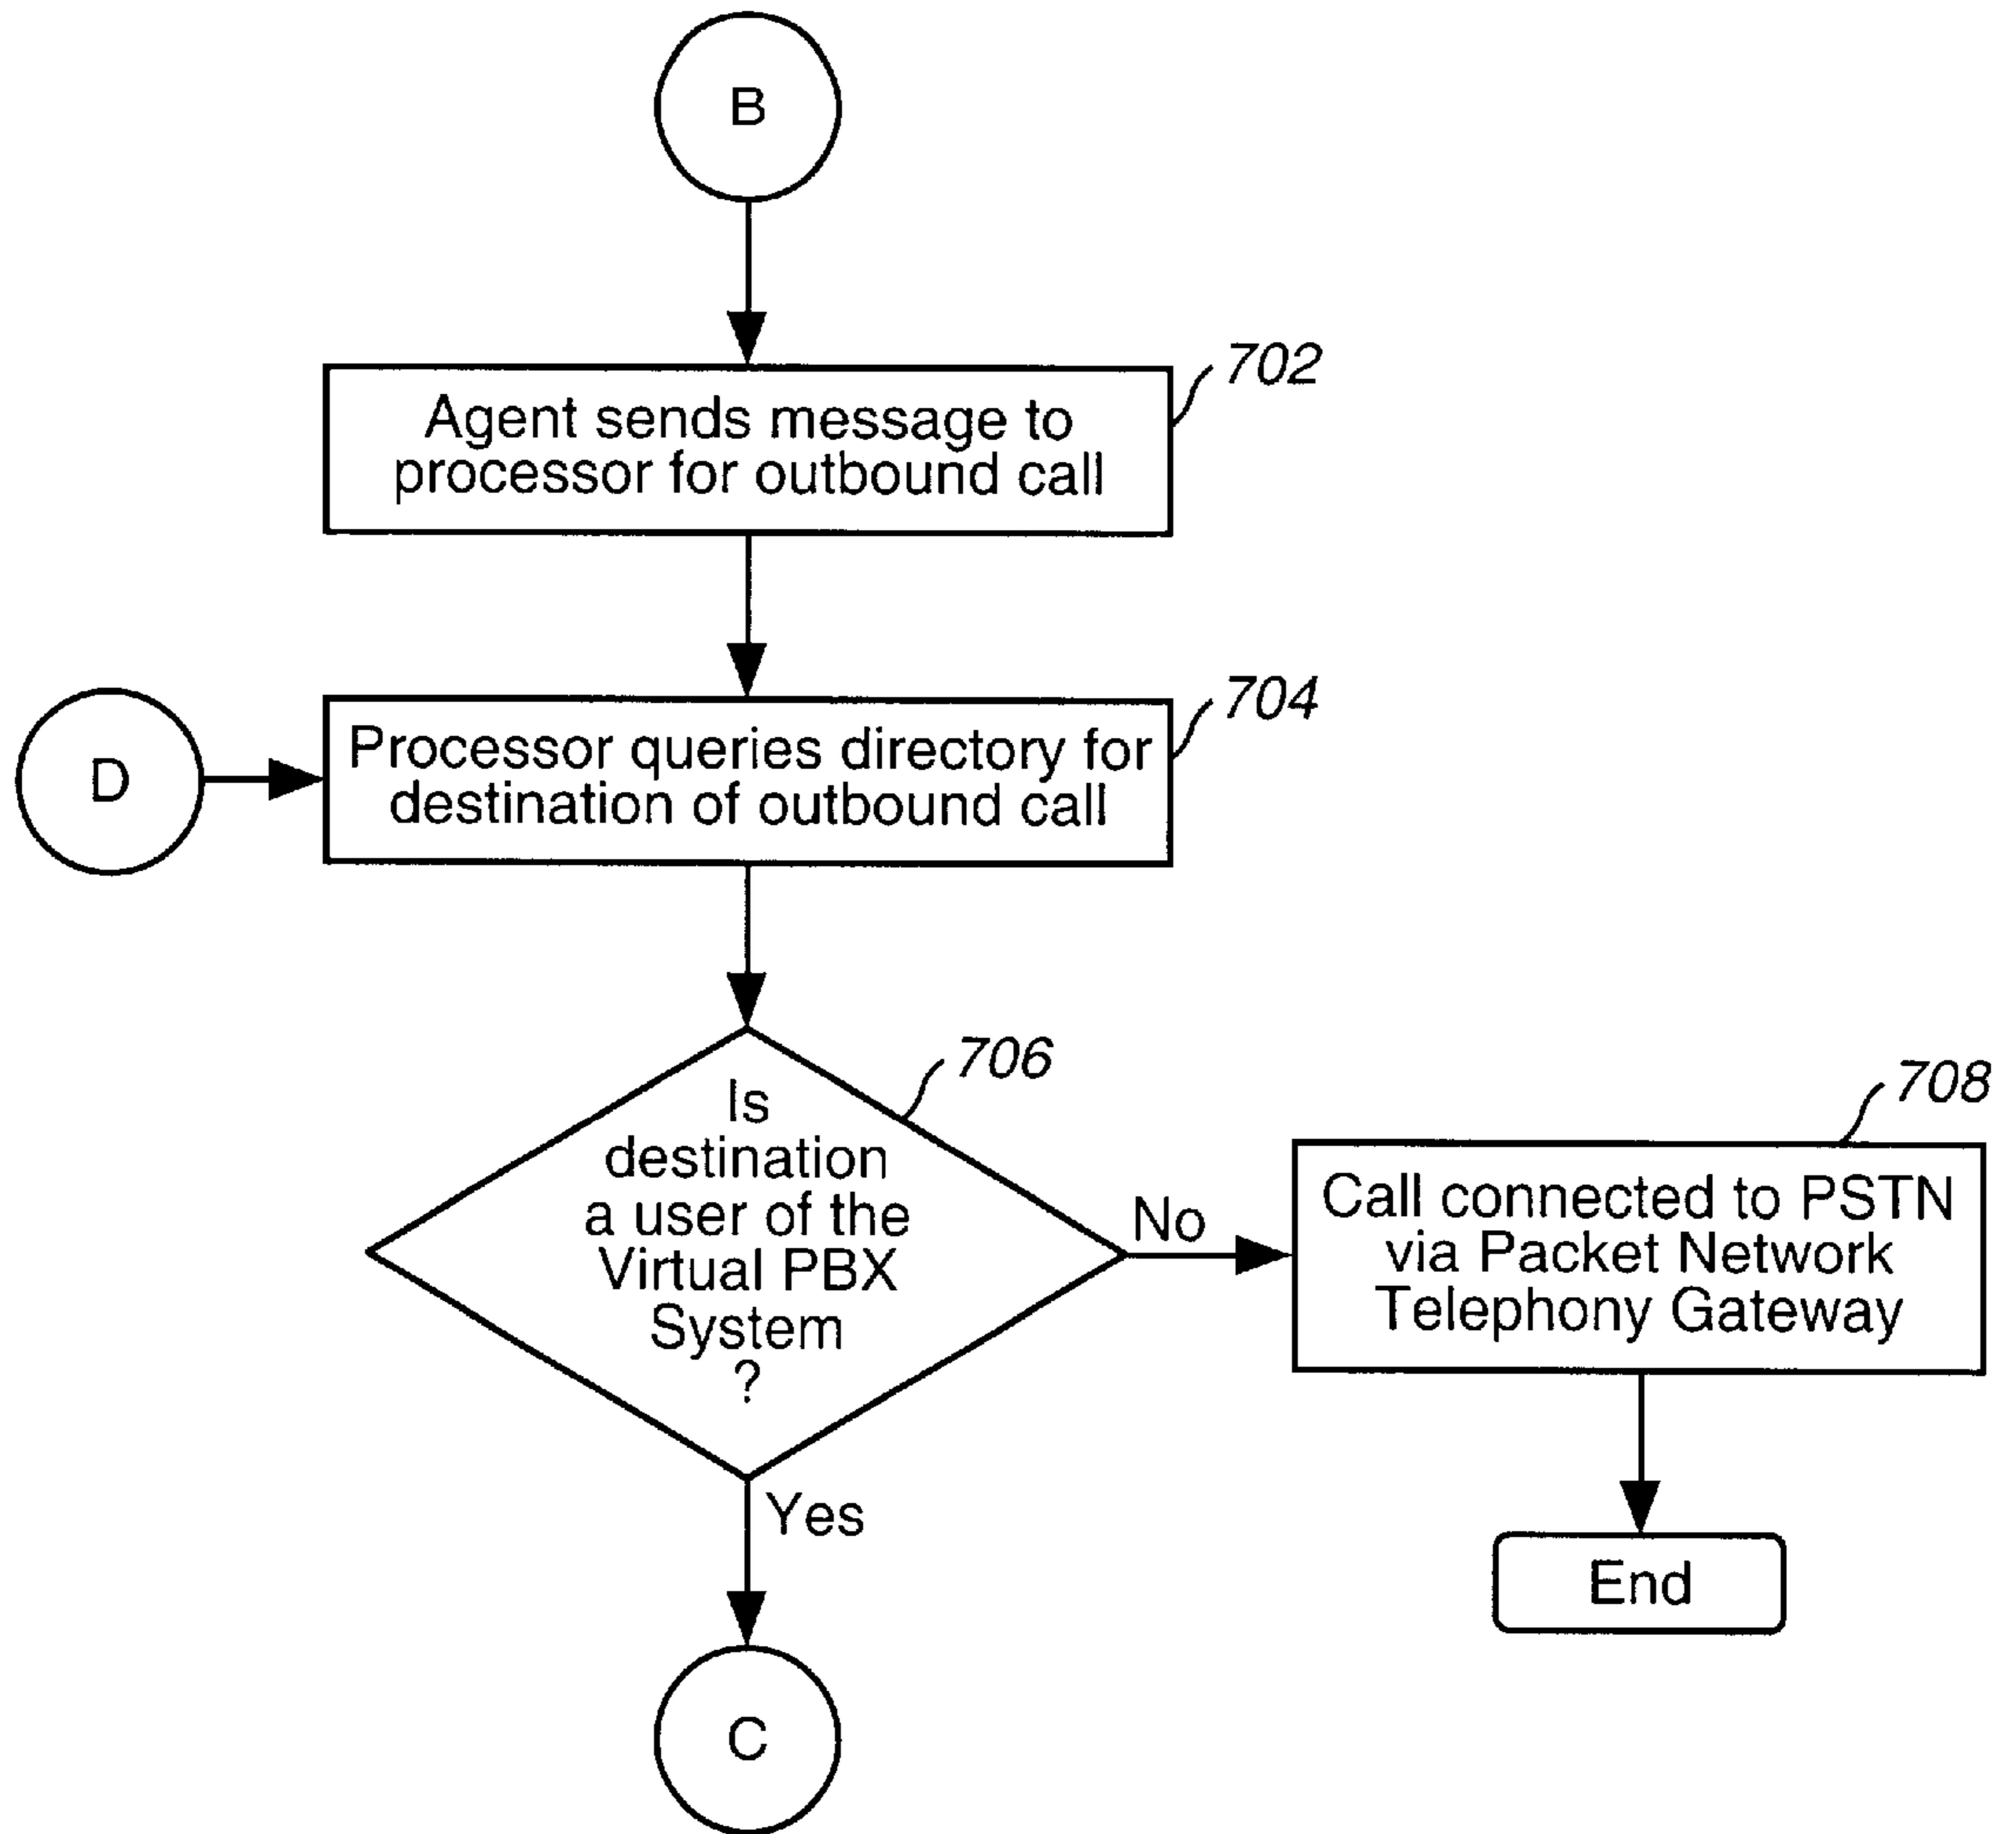 B
702
Agent sends message to
processor for outbound call
704
D
Processor queries directory for
destination of outbound call
706
Is
destination
a user of the
Virtual PBX
System
?
No
708
Call connected to PSTN
via Packet Network
Telephony Gateway
Yes
End
C